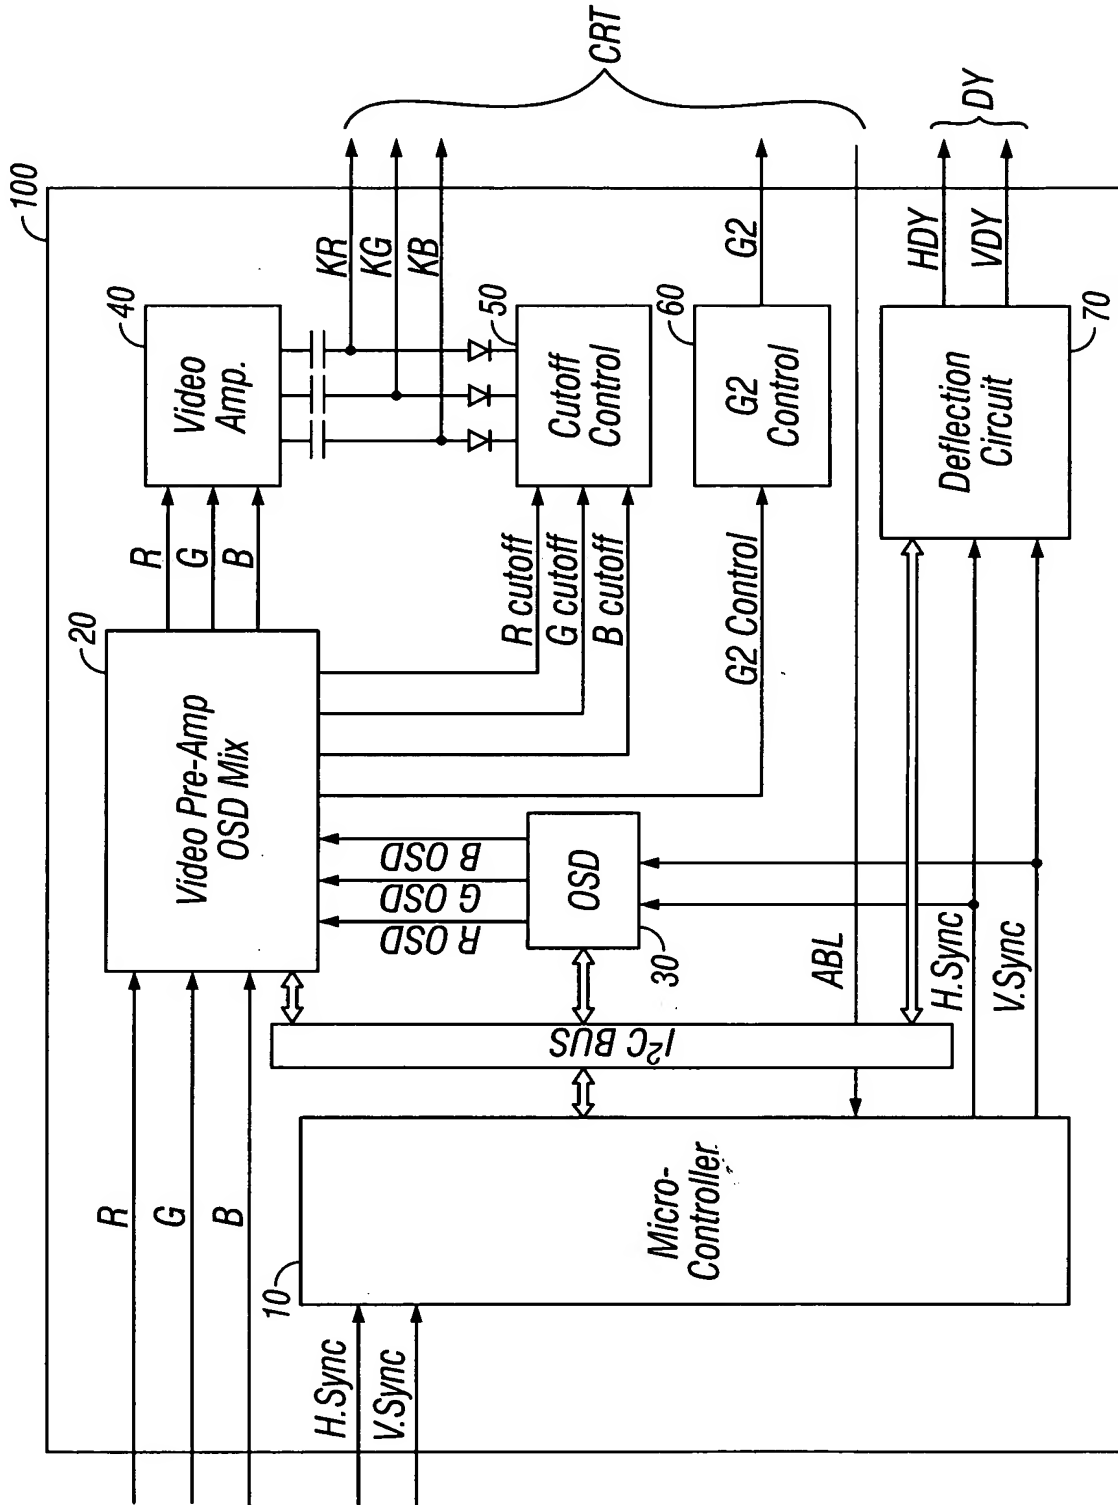 100
R
G
B
20
Video Pre-Amp
OSD Mix
R
G
B
40
Video
Amp.
KR
KG
KB
CRT
50
Cutoff
Control
R cutoff
G cutoff
B cutoff
R OSD
G OSD
B OSD
H.Sync
V.Sync
10
Micro-
Controller
I²C BUS
OSD
30
G2 Control
60
G2
Control
G2
ABL
H.Sync
V.Sync
Deflection
Circuit
70
HDY
VDY
DY